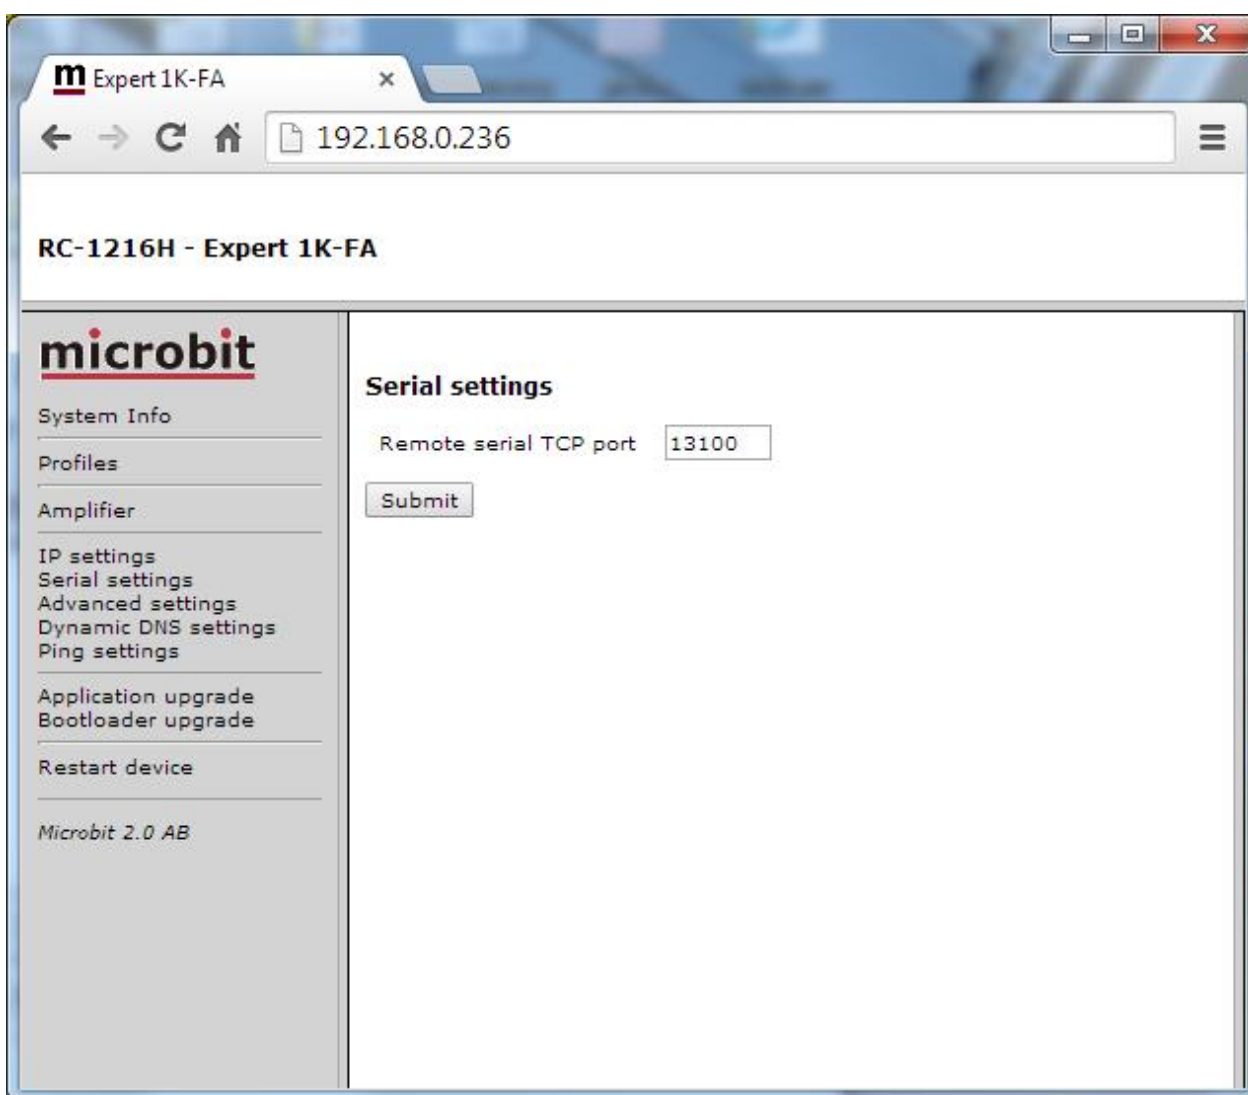 m Expert 1K-FA
192.168.0.236
RC-1216H - Expert 1K-FA
microbit
System Info
Profiles
Amplifier
IP settings
Serial settings
Advanced settings
Dynamic DNS settings
Ping settings
Application upgrade
Bootloader upgrade
Restart device
Microbit 2.0 AB
Serial settings
Remote serial TCP port 13100
Submit